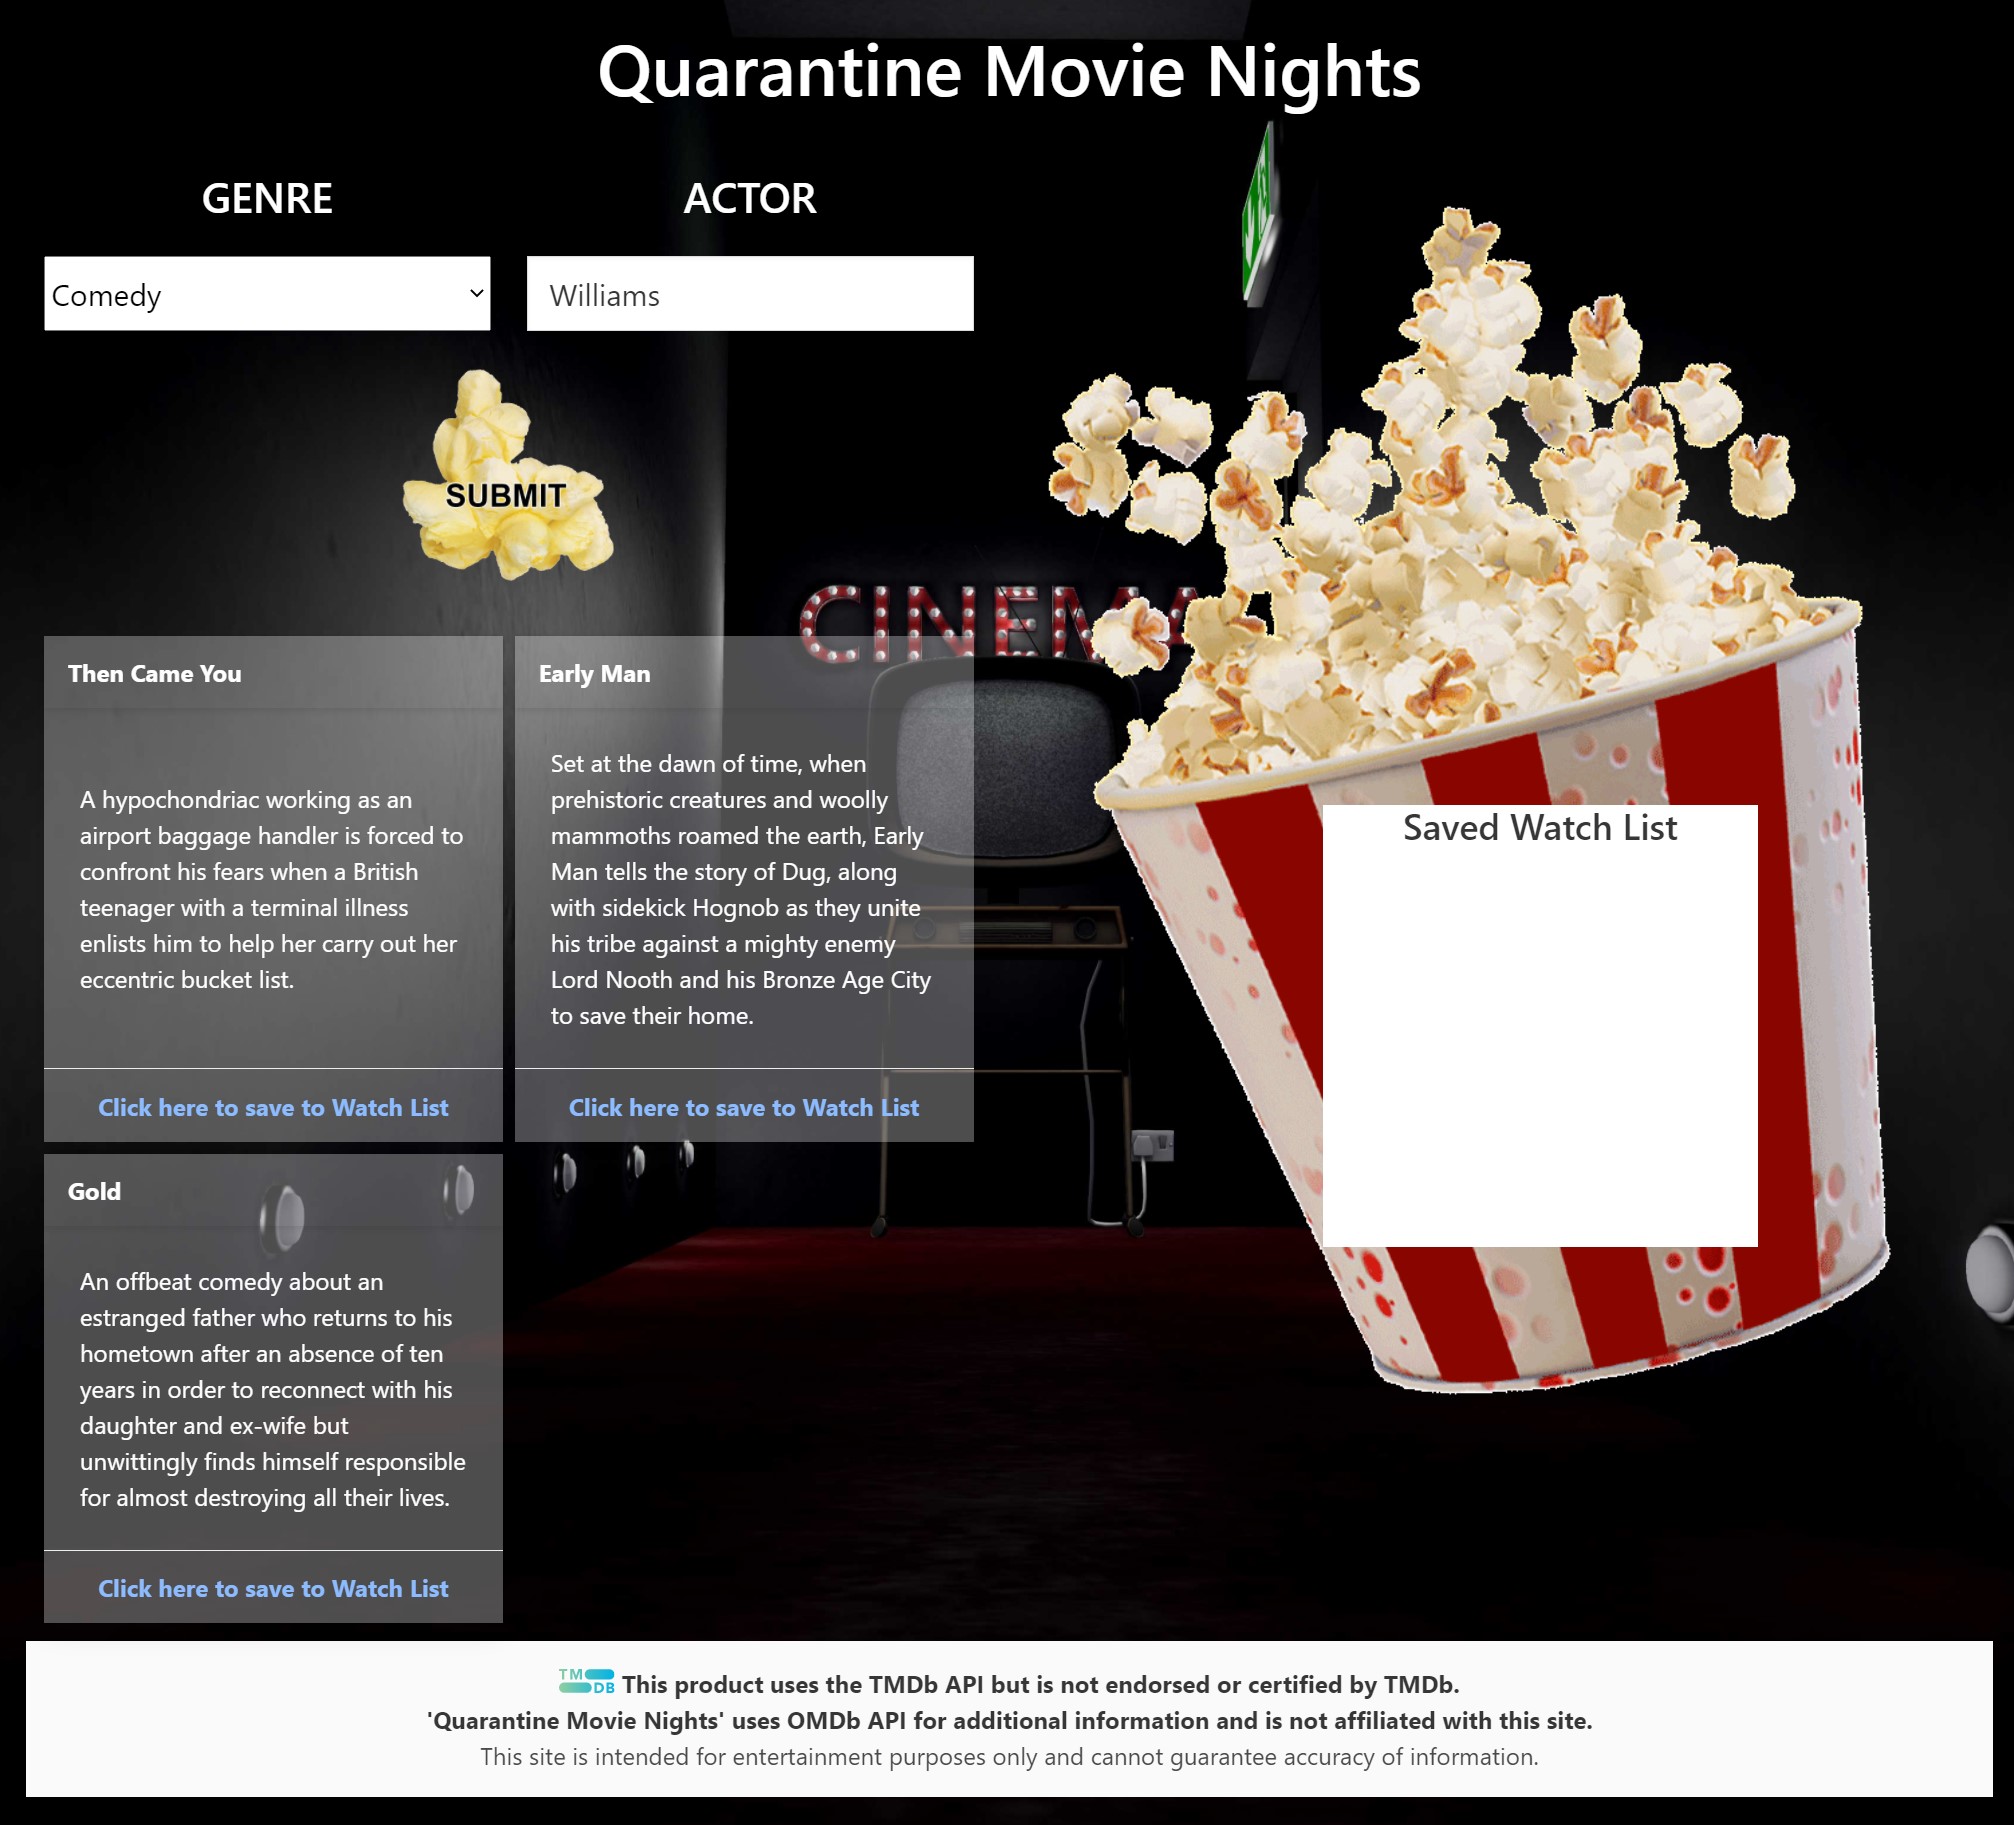 Quarantine Movie Nights
GENRE
ACTOR
Comedy
Williams
SUBMIT
CINEMA
Then Came You
A hypochondriac working as an
airport baggage handler is forced to
confront his fears when a British
teenager with a terminal illness
enlists him to help her carry out her
eccentric bucket list.
Click here to save to Watch List
Early Man
Set at the dawn of time, when
prehistoric creatures and woolly
mammoths roamed the earth, Early
Man tells the story of Dug, along
with sidekick Hognob as they unite
his tribe against a mighty enemy
Lord Nooth and his Bronze Age City
to save their home.
Click here to save to Watch List
Gold
An offbeat comedy about an
estranged father who returns to his
hometown after an absence of ten
years in order to reconnect with his
daughter and ex-wife but
unwittingly finds himself responsible
for almost destroying all their lives.
Click here to save to Watch List
Saved Watch List
TM
DB
This product uses the TMDb API but is not endorsed or certified by TMDb.
'Quarantine Movie Nights' uses OMDb API for additional information and is not affiliated with this site.
This site is intended for entertainment purposes only and cannot guarantee accuracy of information.